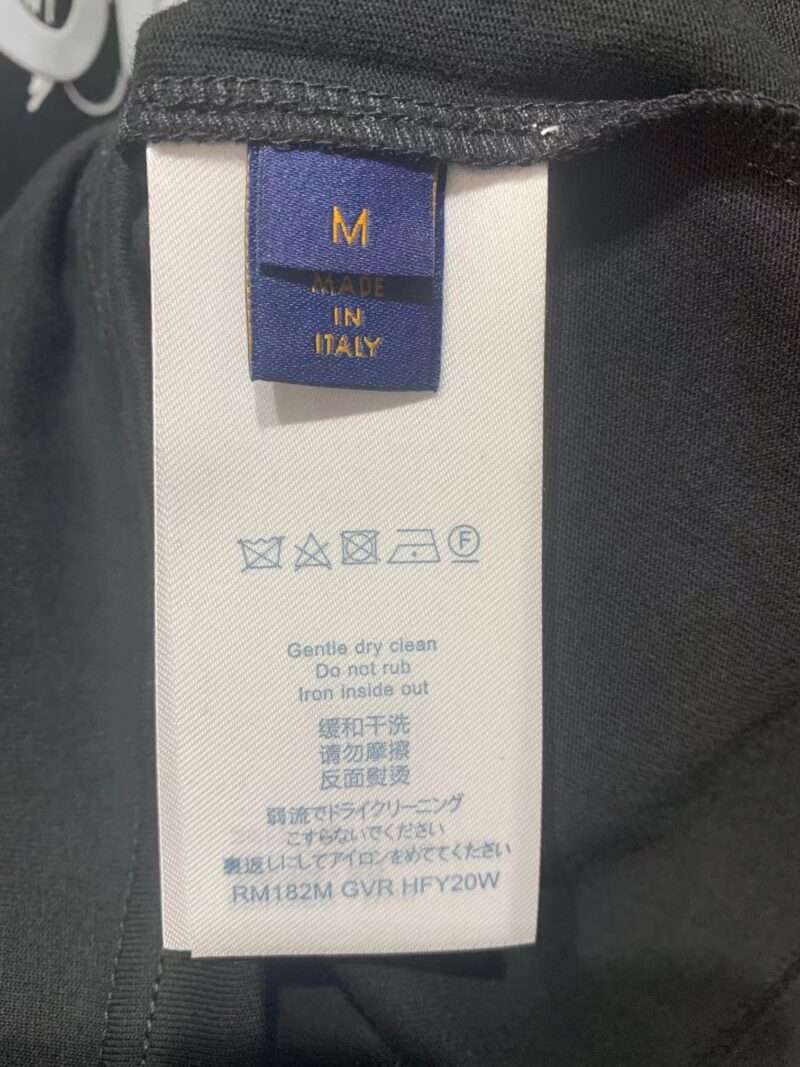 M
MADE
IN
ITALY
F
Gentle dry clean
Do not rub
Iron inside out
缓和干洗
请勿摩擦
反面熨烫
弱流でドライクリーニング
こすらないでください
裏返しにしてアイロンをめててください
RM182M GVR HFY20W